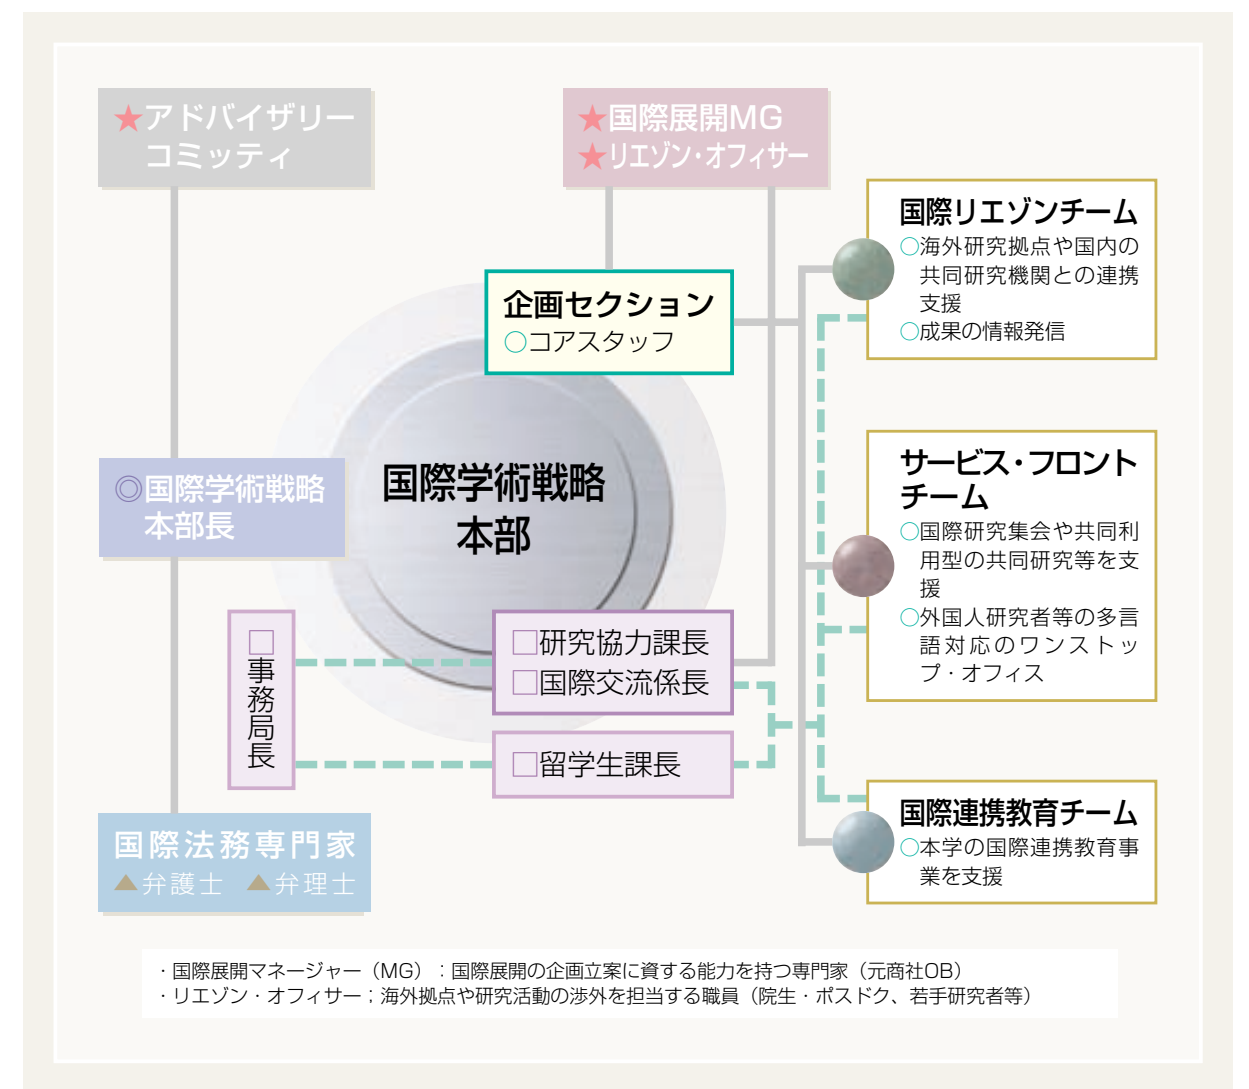 ★アドバイザリー
コミッティ
★国際展開MG
★リエゾン・オフィサー
企画セクション
○コアスタッフ
国際リエゾンチーム
○海外研究拠点や国内の
共同研究機関との連携
支援
○成果の情報発信
◎国際学術戦略
本部長
国際学術戦略
本部
サービス・フロント
チーム
○国際研究集会や共同利
用型の共同研究等を支
援
○外国人研究者等の多言
語対応のワンストッ
プ・オフィス
□事務局長
□研究協力課長
□国際交流係長
□留学生課長
国際連携教育チーム
○本学の国際連携教育事
業を支援
国際法務専門家
▲弁護士 ▲弁理士
・国際展開マネージャー（MG）：国際展開の企画立案に資する能力を持つ専門家（元商社OB）
・リエゾン・オフィサー；海外拠点や研究活動の渉外を担当する職員（院生・ポスドク、若手研究者等）